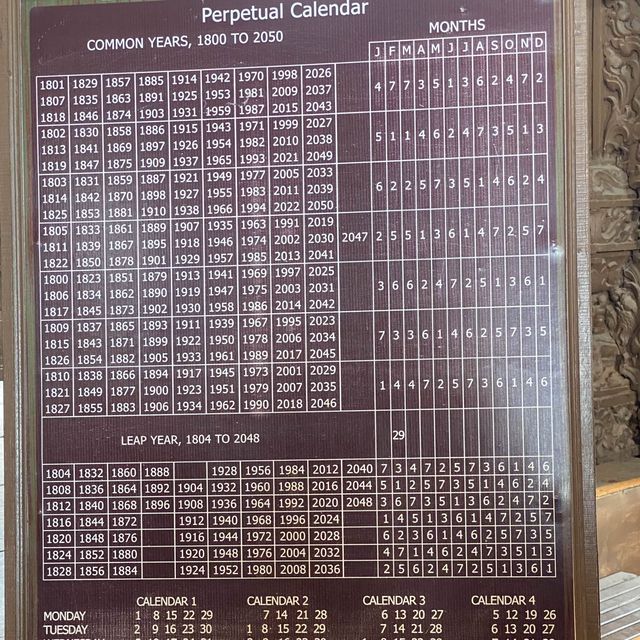 Perpetual Calendar
COMMON YEARS, 1800 TO 2050
MONTHS
J F M A M J J A S O N D
1801 1829 1857 1885 1914 1942 1970 1998 2026
1807 1835 1863 1891 1925 1953 1981 2009 2037 4 7 7 3 5 1 3 6 2 4 7 2
1818 1846 1874 1903 1931 1959 1987 2015 2043
1802 1830 1858 1886 1915 1943 1971 1999 2027
1813 1841 1869 1897 1926 1954 1982 2010 2038 5 1 1 4 6 2 4 7 3 5 1 3
1819 1847 1875 1909 1937 1965 1993 2021 2049
1803 1831 1859 1887 1921 1949 1977 2005 2033
1814 1842 1870 1898 1927 1955 1983 2011 2039 6 2 2 5 7 3 5 1 4 6 2 4
1825 1853 1881 1910 1938 1966 1994 2022 2050
1805 1833 1861 1889 1907 1935 1963 1991 2019
1811 1839 1867 1895 1918 1946 1974 2002 2030 2047 2 5 5 1 3 6 1 4 7 2 5 7
1822 1850 1878 1901 1929 1957 1985 2013 2041
1800 1823 1851 1879 1913 1941 1969 1997 2025
1806 1834 1862 1890 1919 1947 1975 2003 2031 3 6 6 2 4 7 2 5 1 3 6 1
1817 1845 1873 1902 1930 1958 1986 2014 2042
1809 1837 1865 1893 1911 1939 1967 1995 2023
1815 1843 1871 1899 1922 1950 1978 2006 2034 7 3 3 6 1 4 6 2 5 7 3 5
1826 1854 1882 1905 1933 1961 1989 2017 2045
1810 1838 1866 1894 1917 1945 1973 2001 2029
1821 1849 1877 1900 1923 1951 1979 2007 2035 1 4 4 7 2 5 7 3 6 1 4 6
1827 1855 1883 1906 1934 1962 1990 2018 2046
LEAP YEAR, 1804 TO 2048 29
1804 1832 1860 1888 1928 1956 1984 2012 2040 7 3 4 7 2 5 7 3 6 1 4 6
1808 1836 1864 1892 1904 1932 1960 1988 2016 2044 5 1 2 5 7 3 5 1 4 6 2 4
1812 1840 1868 1896 1908 1936 1964 1992 2020 2048 3 6 7 3 5 1 3 6 2 4 7 2
1816 1844 1872 1912 1940 1968 1996 2024 1 4 5 1 3 6 1 4 7 2 5 7
1820 1848 1876 1916 1944 1972 2000 2028 6 2 3 6 1 4 6 2 5 7 3 5
1824 1852 1880 1920 1948 1976 2004 2032 4 7 1 4 6 2 4 7 3 5 1 3
1828 1856 1884 1924 1952 1980 2008 2036 2 5 6 2 4 7 2 5 1 3 6 1
CALENDAR 1 CALENDAR 2 CALENDAR 3 CALENDAR 4
MONDAY 1 8 15 22 29 7 14 21 28 6 13 20 27 5 12 19 26
TUESDAY 2 9 16 23 30 1 8 15 22 29 7 14 21 28 6 13 20 27